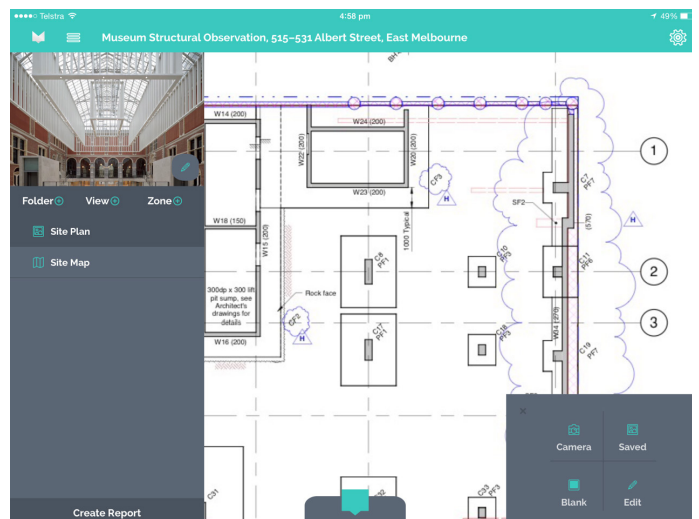 Telstra
4:58 pm
49%
Museum Structural Observation, 515–531 Albert Street, East Melbourne
Folder
View
Zone
Site Plan
Site Map
Create Report
W14 (200)
W24 (200)
W22 (200)
W20 (200)
W23 (200)
W18 (150)
W15 (200)
CF3
H
1000 Typical
SF2
C7
PF7
(570)
H
1
C8
PF1
C10
PF3
C11
PF6
2
300dp x 300 lift
pit sump, see
Architect's
drawings for
details
Rock face
CF2
H
W16 (200)
C17
PF1
C18
PF3
W34 (270)
C19
PF7
3
C31
C32
C33
PF3
Camera
Saved
Blank
Edit